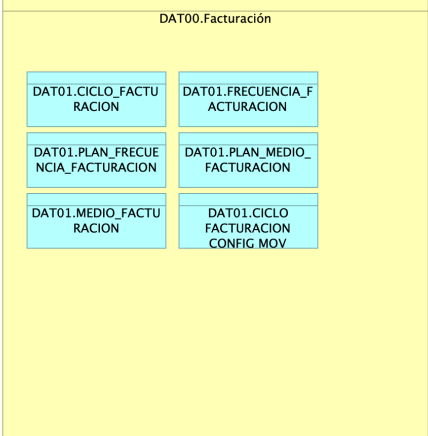 DAT00.Facturación
DAT01.CICLO_FACTU
RACION
DAT01.FRECUENCIA_F
ACTURACION
DAT01.PLAN_FRECUE
NCIA_FACTURACION
DAT01.PLAN_MEDIO_
FACTURACION
DAT01.MEDIO_FACTU
RACION
DAT01.CICLO
FACTURACION
CONFIG MOV